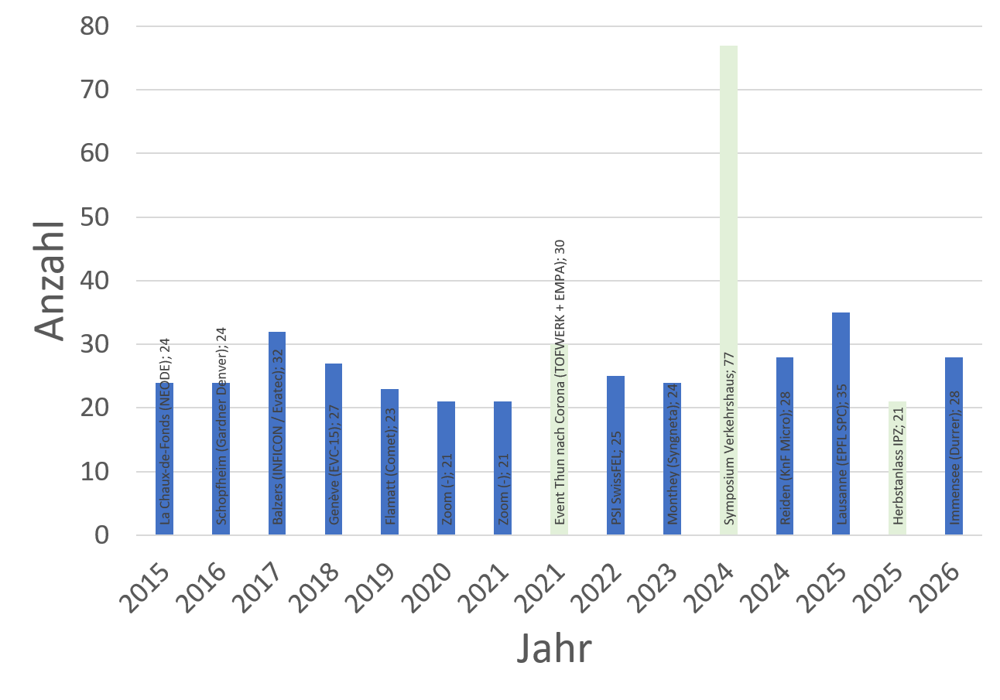 80
70
60
50
40
30
20
10
0
Anzahl
La Chaux-de-Fonds (NEODE); 24
Schopfheim (Gardner Denver); 24
Balzers (INFICON / Evatec); 32
Genève (EVC-15); 27
Flamatt (Comet); 23
Zoom (-); 21
Zoom (-); 21
Event Thun nach Corona (TOFWERK + EMPA); 30
PSI SwissFEL; 25
Monthey (Syngneta); 24
Symposium Verkehrshaus; 77
Reiden (KnF Micro); 28
Lausanne (EPFL SPC); 35
Herbstanlass IPZ; 21
Immensee (Durrer); 28
2015
2016
2017
2018
2019
2020
2021
2021
2022
2023
2024
2024
2025
2025
2026
Jahr